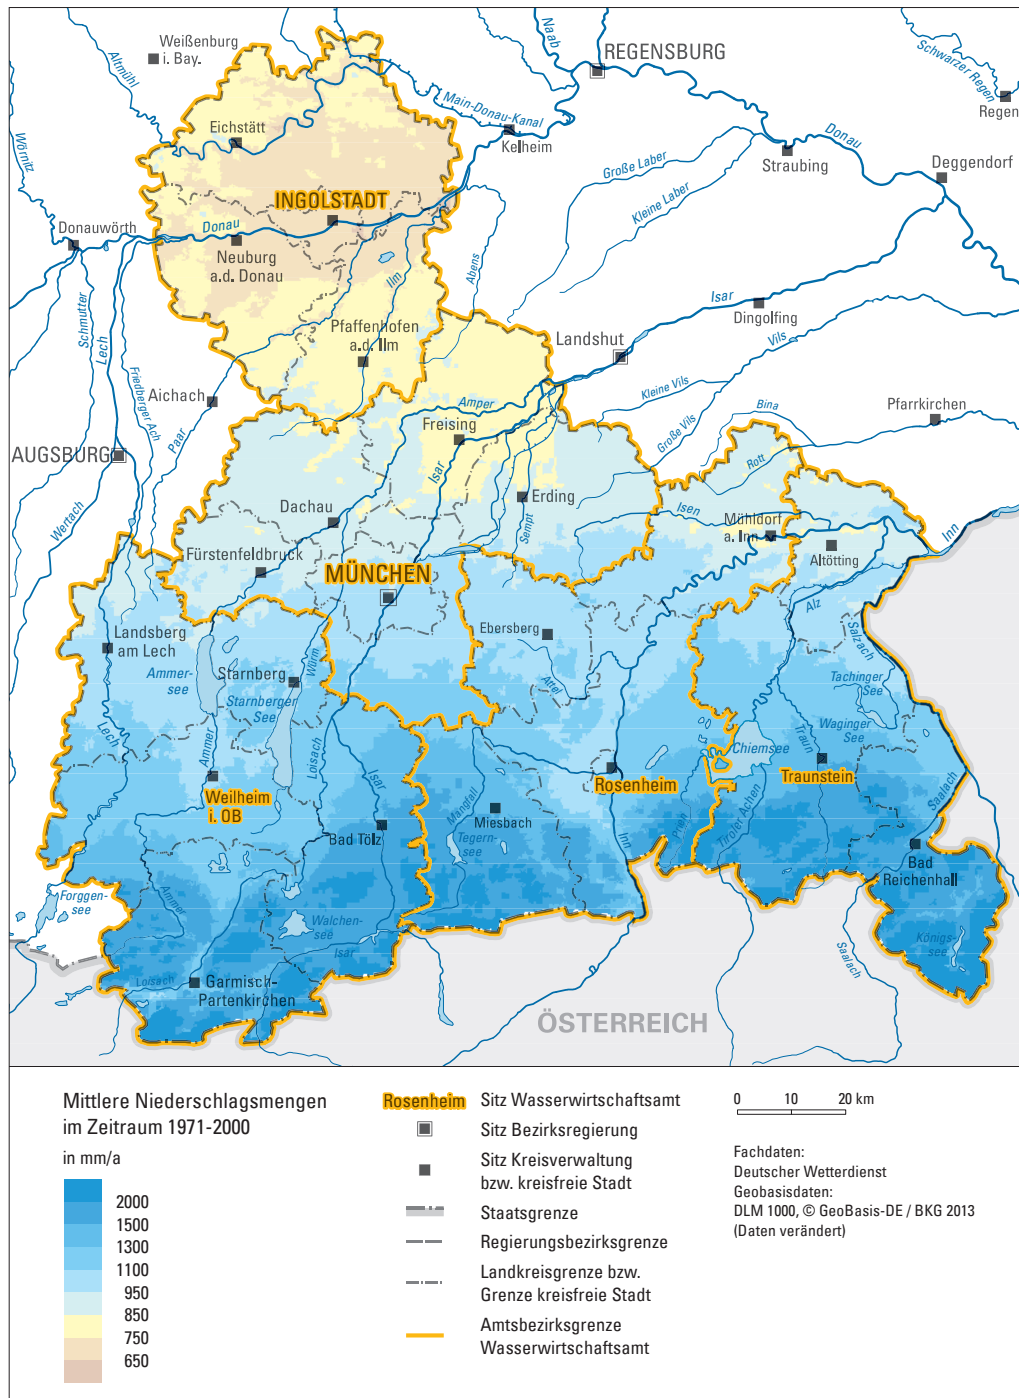 Weißenburg
i. Bay.
Altmühl
Wörnitz
Naab
REGENSBURG
Schwarzer Regen
Regen
Main-Donau-Kanal
Kelheim
Eichstätt
Donau
Straubing
Deggendorf
Große Laber
Kleine Laber
INGOLSTADT
Donauwörth
Donau
Neuburg
a.d. Donau
Ilm
Abens
Isar
Dingolfing
Schmutter
Lech
Friedberger Ach
Pfaffenhofen
a.d. Ilm
Landshut
Vils
Aichach
Paar
Amper
Kleine Vils
Große Vils
Bina
Pfarrkirchen
Freising
AUGSBURG
Isar
Rott
Wertach
Dachau
Erding
Sempt
Isen
Mühldorf
a. Inn
Inn
Altötting
Fürstenfeldbruck
MÜNCHEN
Alz
Landsberg
am Lech
Ebersberg
Salzach
Ammer-
see
Starnberg
Würm
Starnberger
See
Attel
Tachinger
See
Waginger
See
Lech
Ammer
Loisach
Isar
Chiemsee
Traun
Weilheim
i. OB
Rosenheim
Traunstein
Mangfall
Miesbach
Prien
Tiroler Achen
Saalach
Bad Tölz
Tegern-
see
Inn
Bad
Reichenhall
Forggen-
see
Ammer
Walchen-
see
Isar
Königs-
see
Loisach
Garmisch-
Partenkirchen
Saalach
ÖSTERREICH
Mittlere Niederschlagsmengen
im Zeitraum 1971-2000
in mm/a
2000
1500
1300
1100
950
850
750
650
Rosenheim Sitz Wasserwirtschaftsamt
Sitz Bezirksregierung
Sitz Kreisverwaltung
bzw. kreisfreie Stadt
Staatsgrenze
Regierungsbezirksgrenze
Landkreisgrenze bzw.
Grenze kreisfreie Stadt
Amtsbezirksgrenze
Wasserwirtschaftsamt
0 10 20 km
Fachdaten:
Deutscher Wetterdienst
Geobasisdaten:
DLM 1000, © GeoBasis-DE / BKG 2013
(Daten verändert)